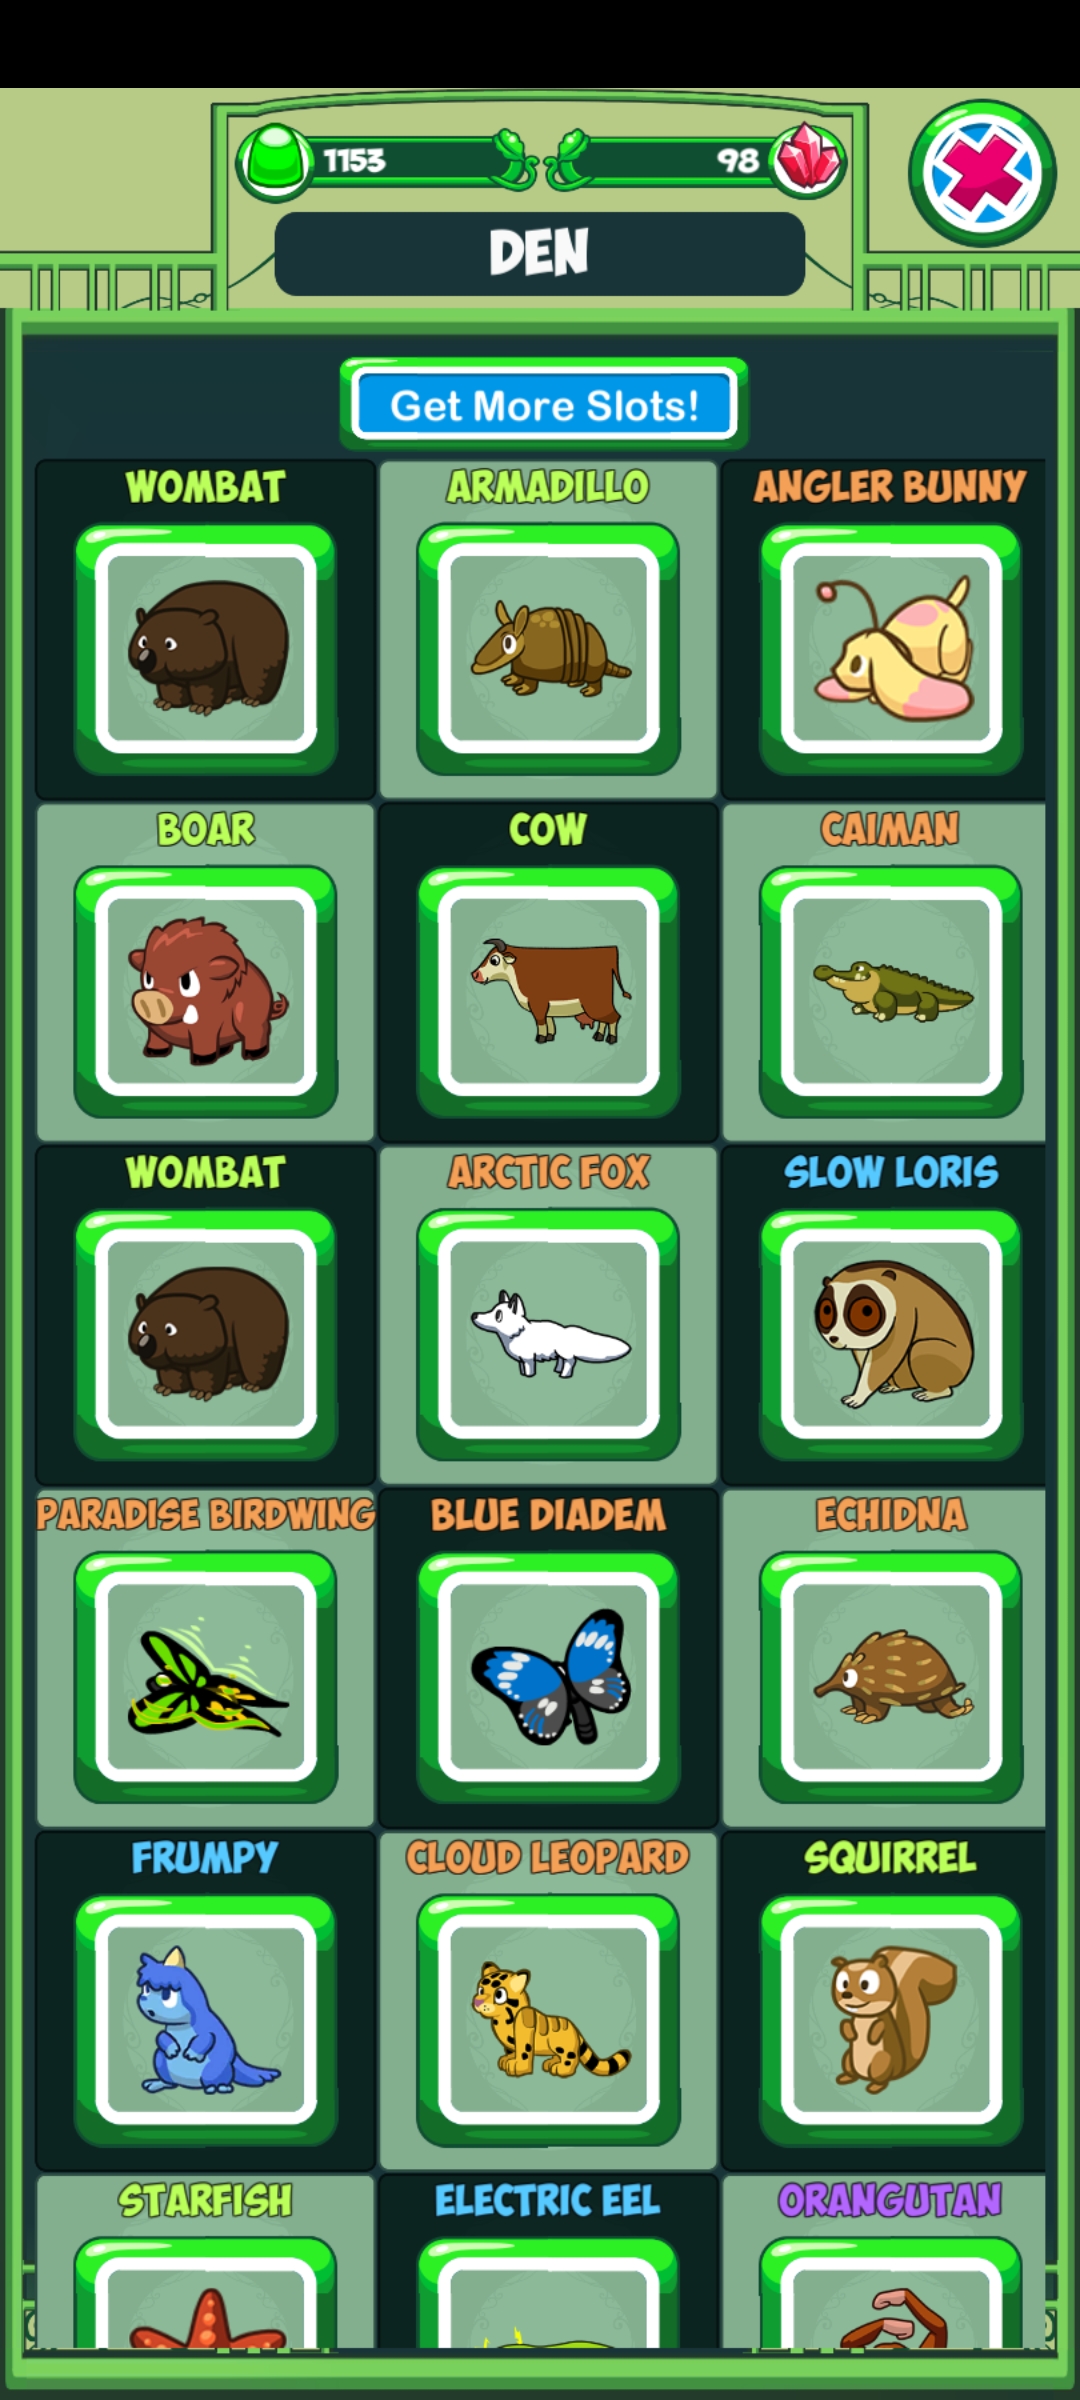 1153
98
DEN
Get More Slots!
WOMBAT
ARMADILLO
ANGLER BUNNY
BOAR
COW
CAIMAN
WOMBAT
ARCTIC FOX
SLOW LORIS
PARADISE BIRDWING
BLUE DIADEM
ECHIDNA
FRUMPY
CLOUD LEOPARD
SQUIRREL
STARFISH
ELECTRIC EEL
ORANGUTAN